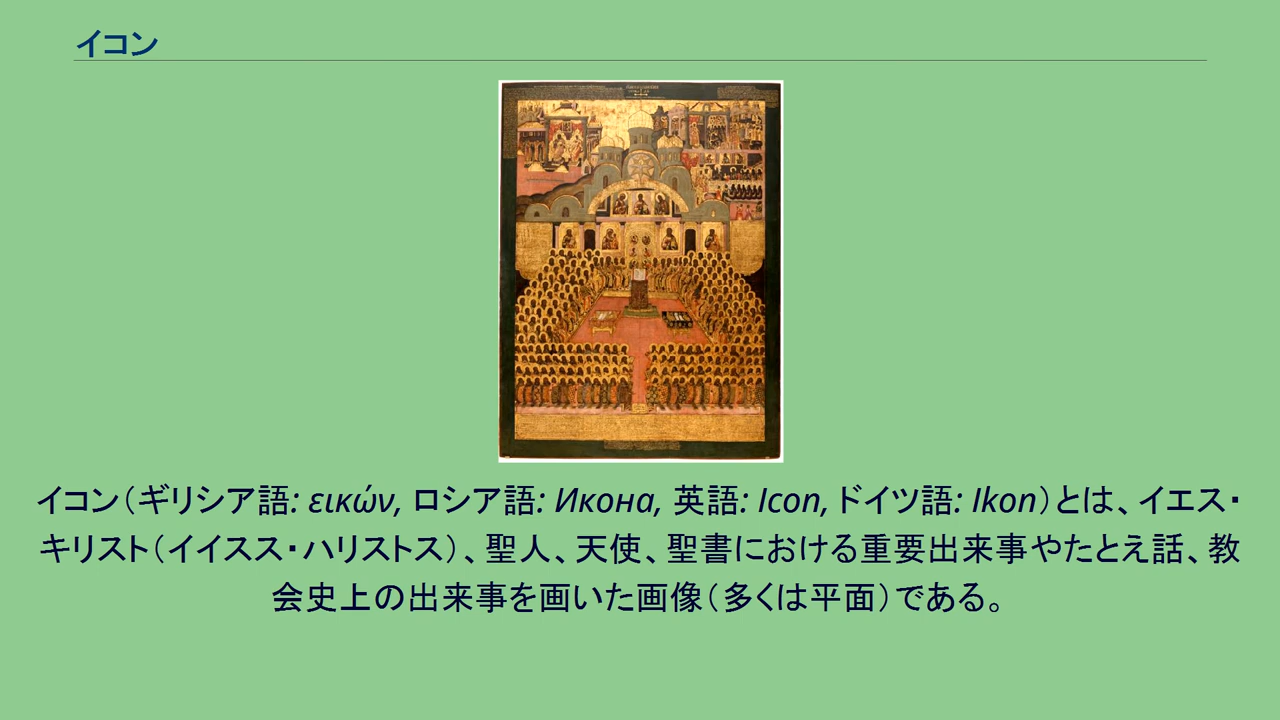 イコン
イコン（ギリシア語: εικών, ロシア語: Икона, 英語: Icon, ドイツ語: Ikon）とは、イエス・
キリスト（イイスス・ハリストス）、聖人、天使、聖書における重要出来事やたとえ話、教
会史上の出来事を画いた画像（多くは平面）である。